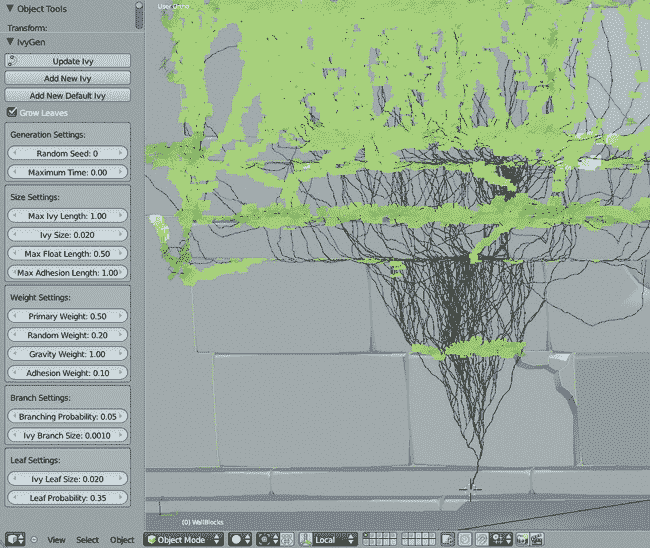 Object Tools
Transform:
IvyGen
Update Ivy
Add New Ivy
Add New Default Ivy
Grow Leaves
Generation Settings:
Random Seed: 0
Maximum Time: 0.00
Size Settings:
Max Ivy Length: 1.00
Ivy Size: 0.020
Max Float Length: 0.50
Max Adhesion Length: 1.00
Weight Settings:
Primary Weight: 0.50
Random Weight: 0.20
Gravity Weight: 1.00
Adhesion Weight: 0.10
Branch Settings:
Branching Probability: 0.05
Ivy Branch Size: 0.0010
Leaf Settings:
Ivy Leaf Size: 0.020
Leaf Probability: 0.35
(0) WallBlocks
View Select Object Object Mode Local